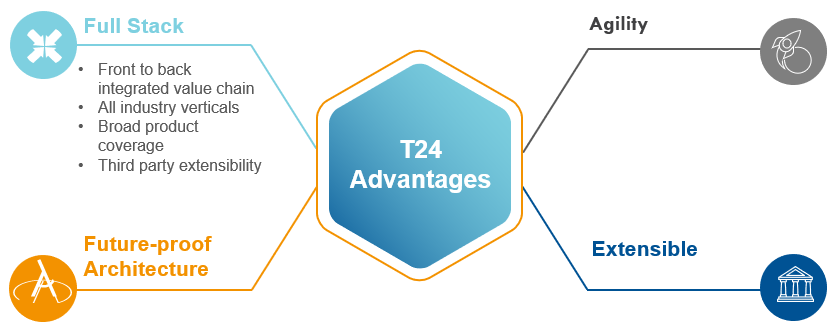 Full Stack
• Front to back
integrated value chain
• All industry verticals
• Broad product
coverage
• Third party extensibility
Agility
T24
Advantages
Future-proof
Architecture
Extensible